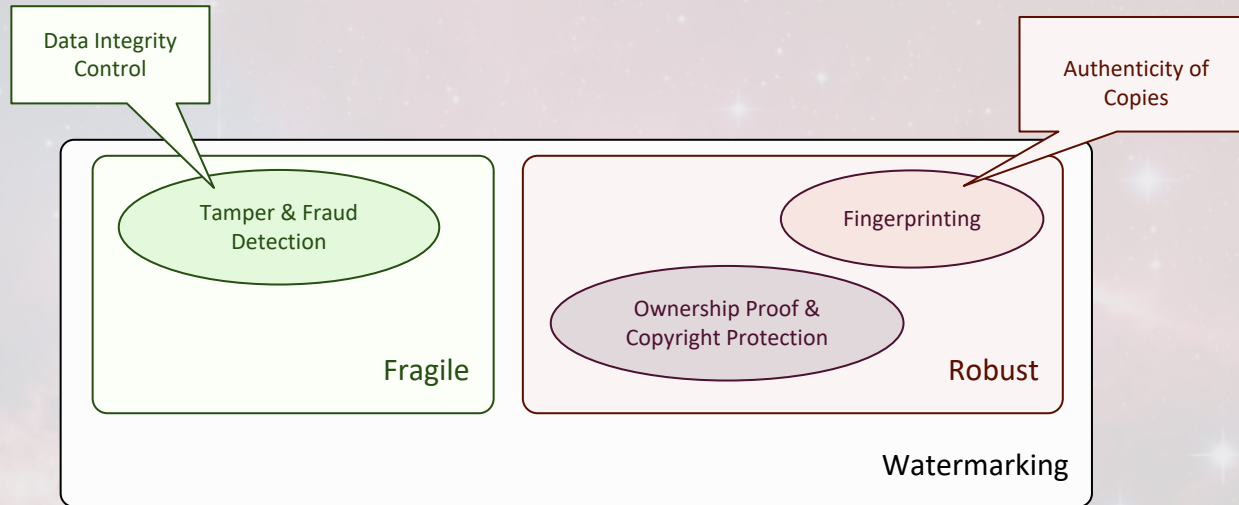 Data Integrity
Control
Authenticity of
Copies
Tamper & Fraud
Detection
Fingerprinting
Ownership Proof &
Copyright Protection
Fragile
Robust
Watermarking